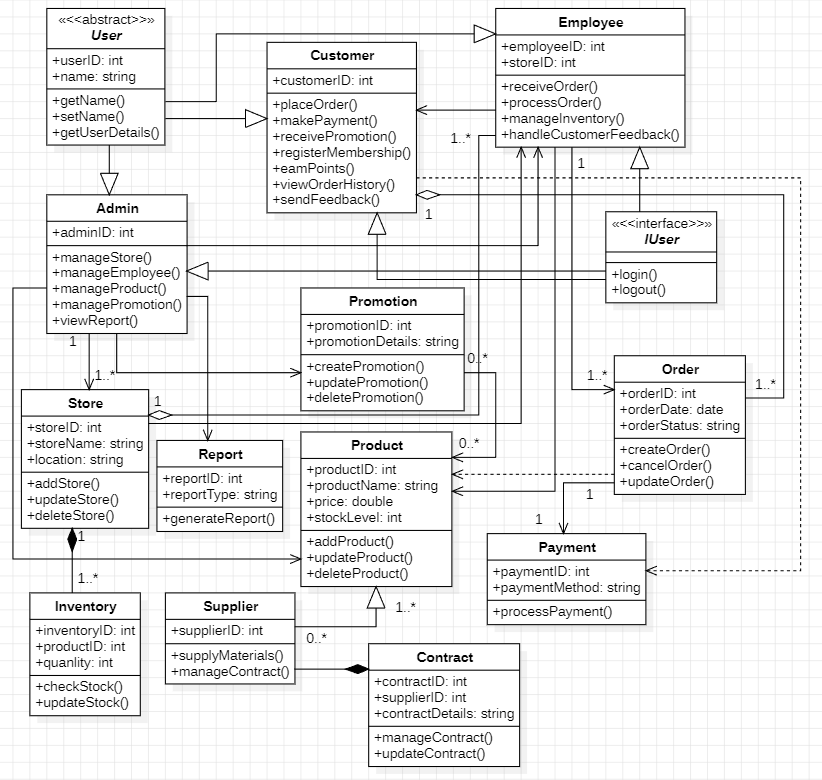 <<<abstract>>>
User
+userID: int
+name: string
+getName()
+setName()
+getUserDetails()
Customer
+customerID: int
+placeOrder()
+makePayment()
+receivePromotion()
+registerMembership()
+eamPoints()
+viewOrderHistory()
+sendFeedback()
Employee
+employeeID: int
+storeID: int
+receiveOrder()
+processOrder()
+manageInventory()
+handleCustomerFeedback()
1..*
1
1
Admin
+adminID: int
+manageStore()
+manageEmployee()
+manageProduct()
+managePromotion()
+viewReport()
<<<interface>>>
IUser
+login()
+logout()
Promotion
+promotionID: int
+promotionDetails: string
+createPromotion()
+updatePromotion()
+deletePromotion()
1
1..*
0..*
1..*
1..*
Order
+orderID: int
+orderDate: date
+orderStatus: string
+createOrder()
+cancelOrder()
+updateOrder()
Store
+storeID: int
+storeName: string
+location: string
+addStore()
+updateStore()
+deleteStore()
1
Report
+reportID: int
+reportType: string
+generateReport()
Product
+productID: int
+productName: string
+price: double
+stockLevel: int
+addProduct()
+updateProduct()
+deleteProduct()
0..*
1
1
Payment
+paymentID: int
+paymentMethod: string
+processPayment()
1
1..*
Inventory
+inventoryID: int
+productID: int
+quanlity: int
+checkStock()
+updateStock()
Supplier
+supplierID: int
+supplyMaterials()
+manageContract()
0..*
1..*
Contract
+contractID: int
+supplierID: int
+contractDetails: string
+manageContract()
+updateContract()